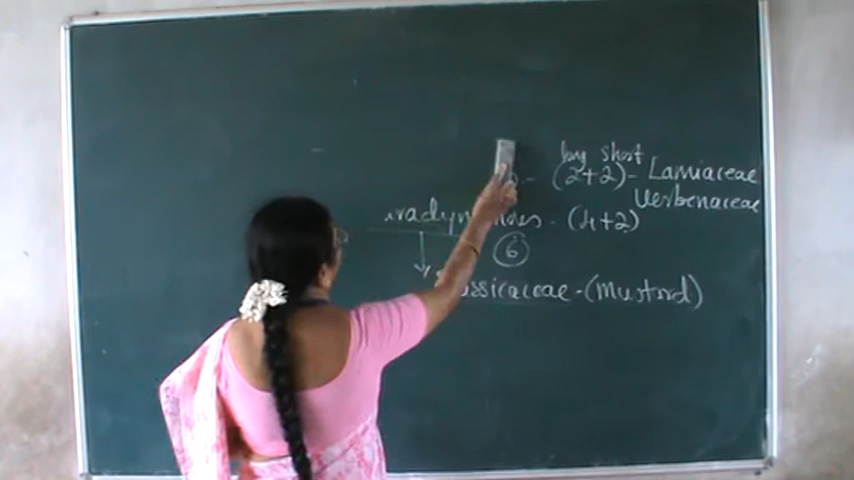 long short
- (2+2) - Lamiaceae
Verbenaceae
- (4+2)
6
- (Mustard)